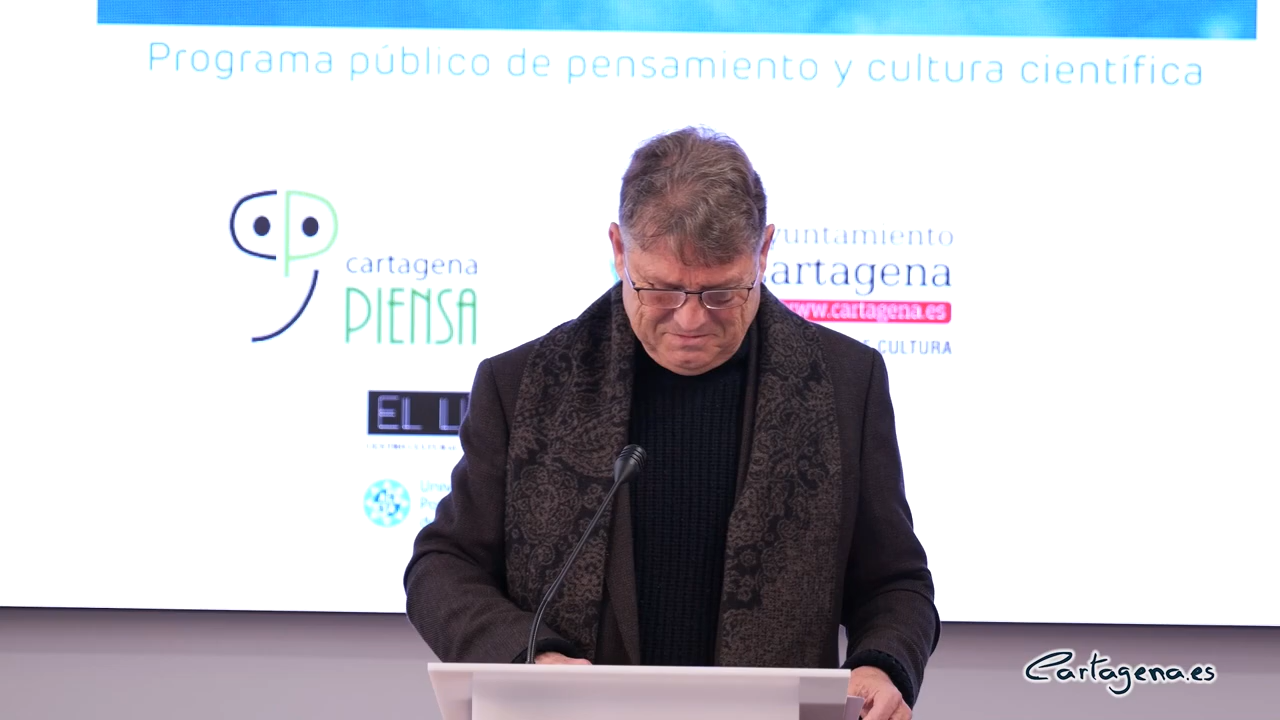 Programa público de pensamiento y cultura científica
cartagena
PIENSA
yuntamiento
artagena
www.cartagena.es
CULTURA
EL
Cartagena.es